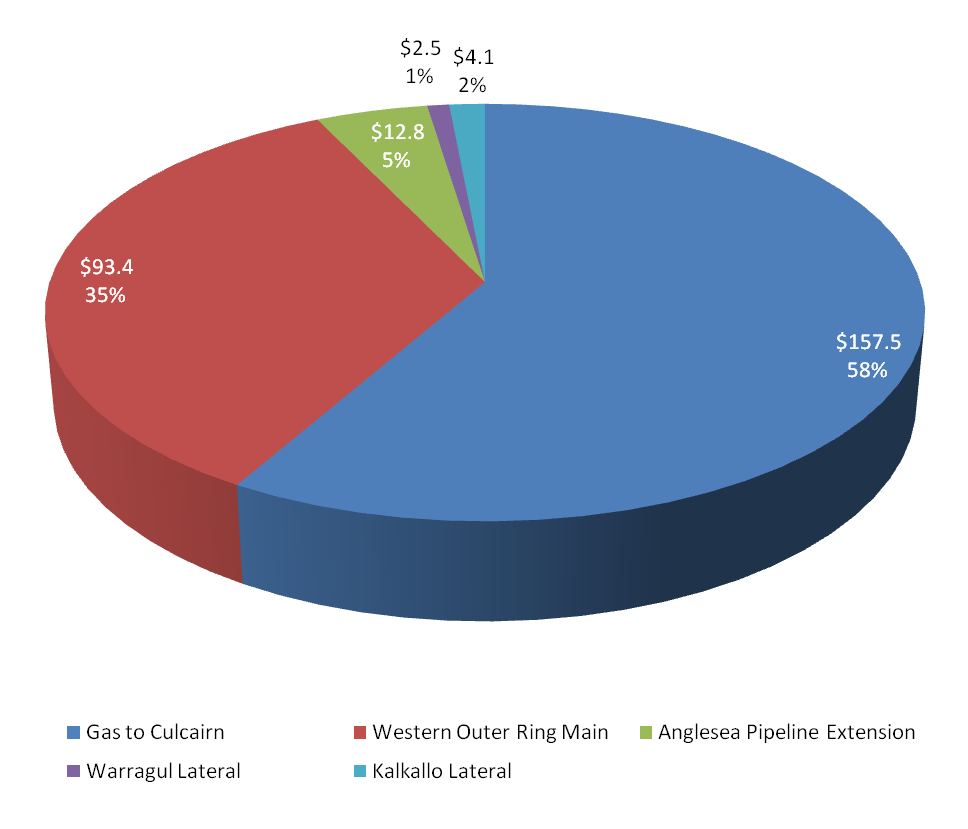 $2.5
1%
$4.1
2%
$12.8
5%
$93.4
35%
$157.5
58%
Gas to Culcairn
Western Outer Ring Main
Anglesea Pipeline Extension
Warragul Lateral
Kalkallo Lateral